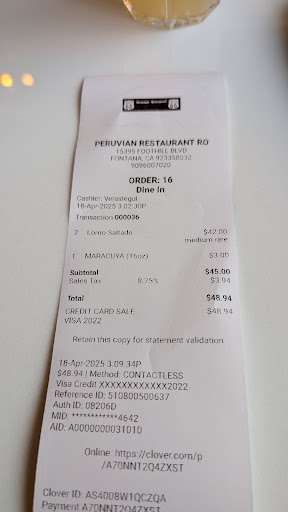 PERUVIAN RESTAURANT RO
15395 FOOTHILL BLVD
FONTANA, CA 923358032
9096007020
ORDER: 16
Dine In
Cashier: Verastegui
18-Apr-2025 3:02:30P
Transaction 000036
2 Lomo Saltado $42.00
medium rare
1 MARACUYA (16oz) $3.00
Subtotal $45.00
Sales Tax 8.75% $3.94
Total $48.94
CREDIT CARD SALE $48.94
VISA 2022
Retain this copy for statement validation
18-Apr-2025 3:09:34P
$48.94 | Method: CONTACTLESS
Visa Credit XXXXXXXXXXXX2022
Reference ID: 510800500637
Auth ID: 08206D
MID: ***********4642
AID: A0000000031010
Online: https://clover.com/p
/A70NNT2Q4ZXST
Clover ID: AS4008W1QCZQA
Payment A70NNT2Q4ZXST